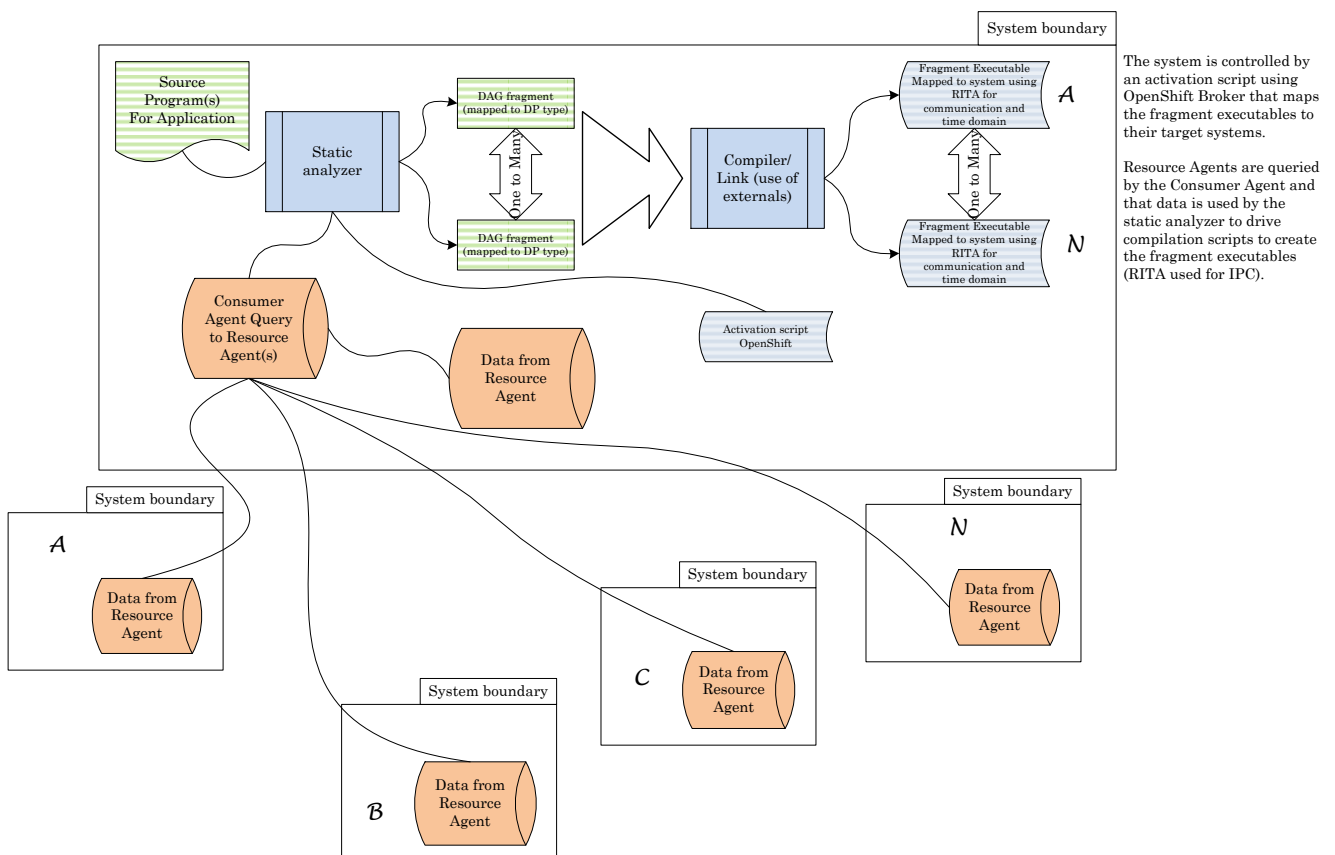 System boundary
Source
Program(s)
For Application
Static
analyzer
DAG fragment
(mapped to DP type)
One to Many
DAG fragment
(mapped to DP type)
Compiler/
Link (use of
externals)
Fragment Executable
Mapped to system using
RITA for
communication and
time domain
A
One to Many
Fragment Executable
Mapped to system using
RITA for
communication and
time domain
N
The system is controlled by
an activation script using
OpenShift Broker that maps
the fragment executables to
their target systems.
Resource Agents are queried
by the Consumer Agent and
that data is used by the
static analyzer to drive
compilation scripts to create
the fragment executables
(RITA used for IPC).
Consumer
Agent Query
to Resource
Agent(s)
Data from
Resource
Agent
Activation script
OpenShift
System boundary
A
Data from
Resource
Agent
System boundary
B
Data from
Resource
Agent
System boundary
C
Data from
Resource
Agent
System boundary
N
Data from
Resource
Agent